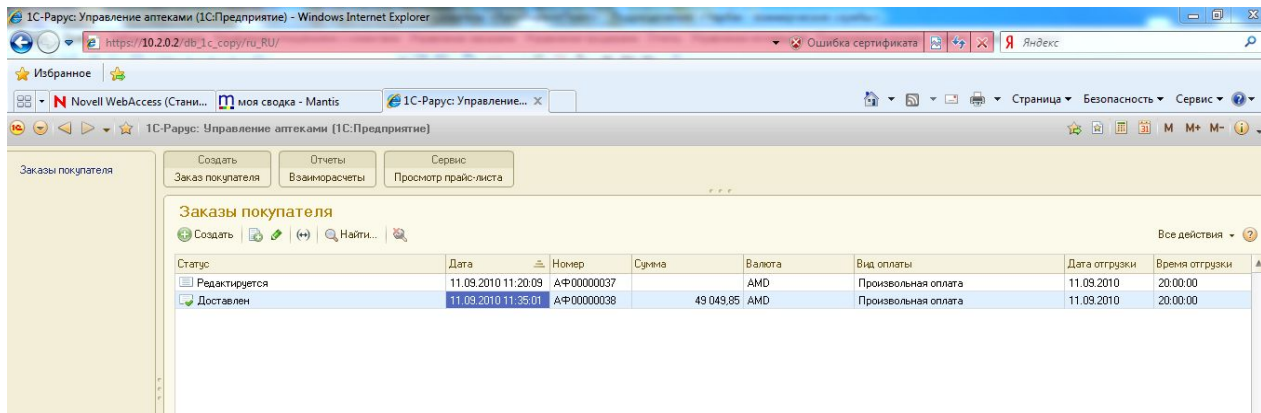 1С-Рарус: Управление аптеками (1С:Предприятие) - Windows Internet Explorer
https://10.2.0.2/db_1c_copy/ru_RU/ Ошибка сертификата Я Яндекс
Избранное
N Novell WebAccess (Стани... m моя сводка - Mantis 1С-Рарус: Управление... X Страница Безопасность Сервис
1С-Рарус: Управление аптеками (1С:Предприятие) 31 M M+ M-
Заказы покупателя
Создать Отчеты Сервис
Заказ покупателя Взаиморасчеты Просмотр прайс-листа
Заказы покупателя
Создать Найти... Все действия
Статус Дата Номер Сумма Валюта Вид оплаты Дата отгрузки Время отгрузки
Редактируется 11.09.2010 11:20:09 АФ00000037 AMD Произвольная оплата 11.09.2010 20:00:00
Доставлен 11.09.2010 11:35:01 АФ00000038 49 049,85 AMD Произвольная оплата 11.09.2010 20:00:00